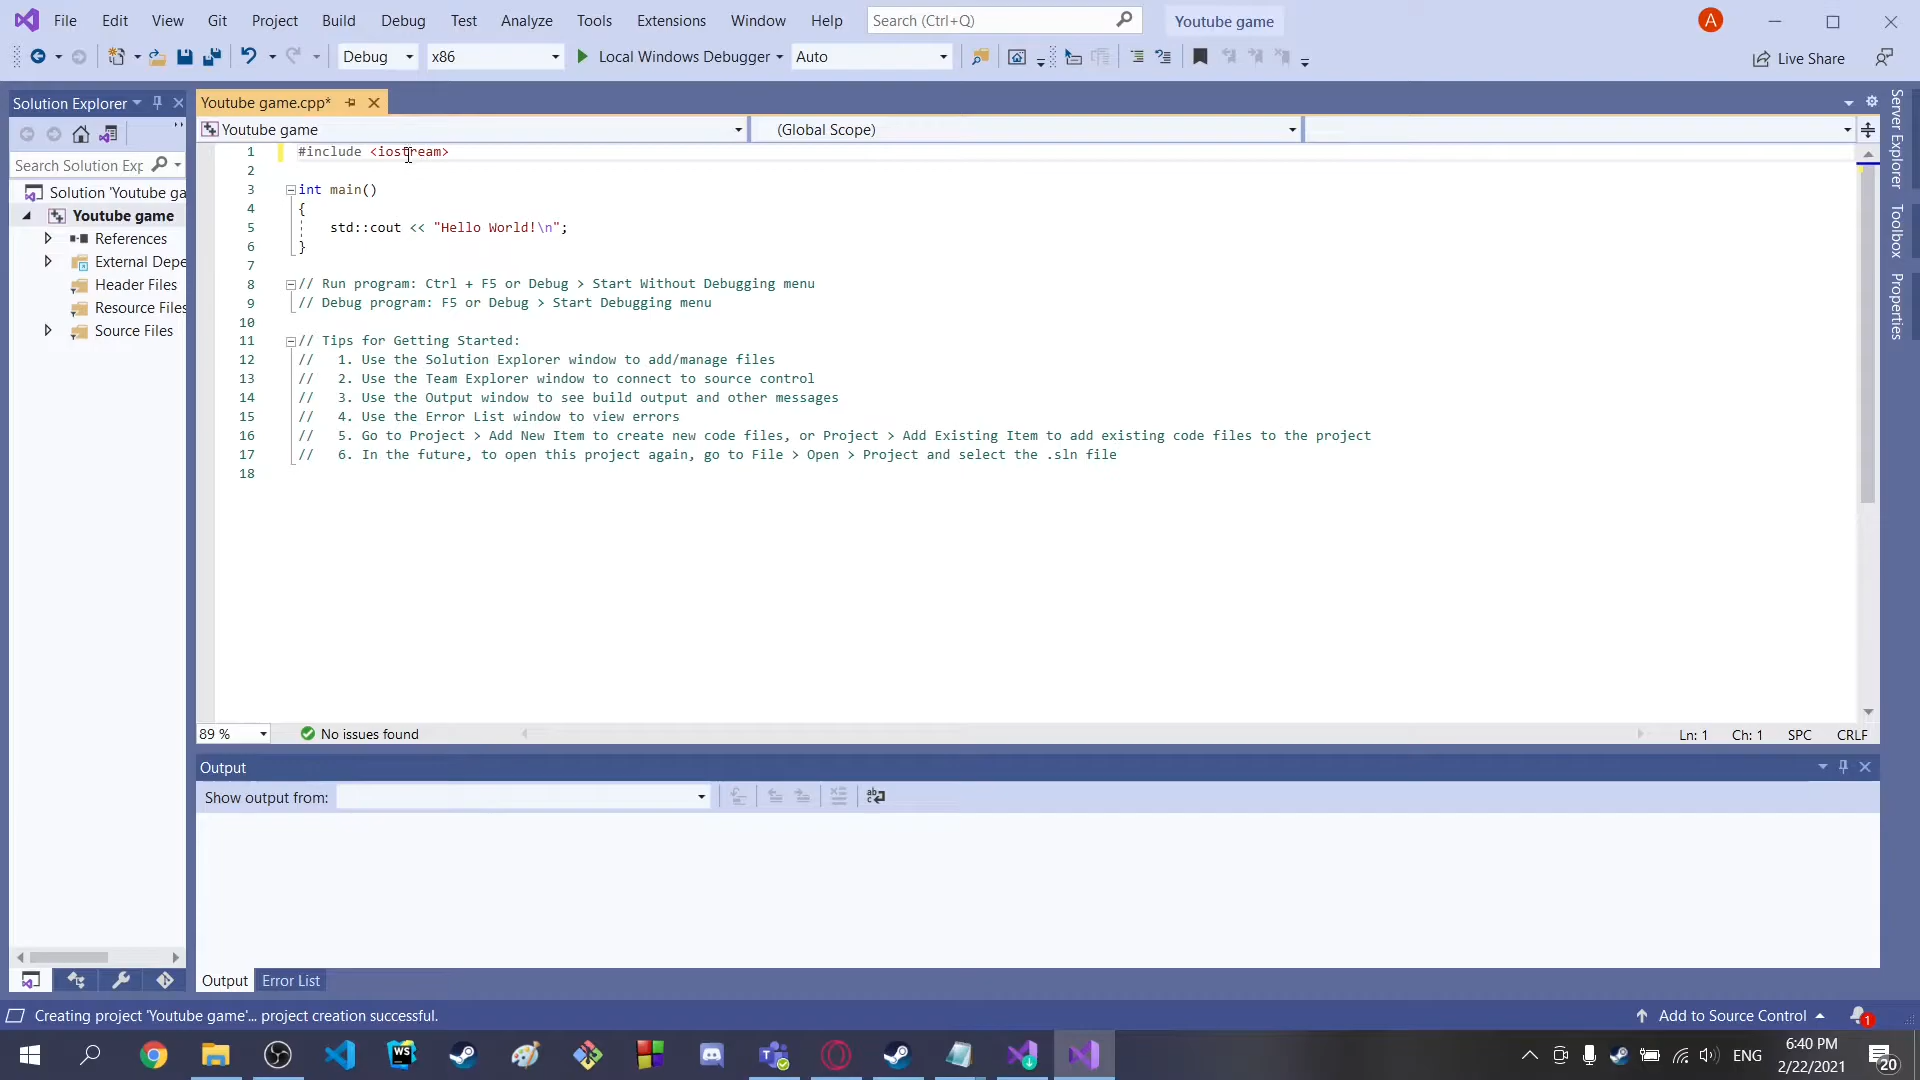 File Edit View Git Project Build Debug Test Analyze Tools Extensions Window Help Search (Ctrl+Q) Youtube game A
Debug x86 Local Windows Debugger Auto Live Share
Solution Explorer
Search Solution Exp
Solution 'Youtube ga
Youtube game
References
External Depe
Header Files
Resource Files
Source Files
Youtube game.cpp*
Youtube game (Global Scope)
1 #include <iostream>
2
3 int main()
4 {
5 std::cout << "Hello World!\n";
6 }
7
8 // Run program: Ctrl + F5 or Debug > Start Without Debugging menu
9 // Debug program: F5 or Debug > Start Debugging menu
10
11 // Tips for Getting Started:
12 // 1. Use the Solution Explorer window to add/manage files
13 // 2. Use the Team Explorer window to connect to source control
14 // 3. Use the Output window to see build output and other messages
15 // 4. Use the Error List window to view errors
16 // 5. Go to Project > Add New Item to create new code files, or Project > Add Existing Item to add existing code files to the project
17 // 6. In the future, to open this project again, go to File > Open > Project and select the .sln file
18
89 % No issues found Ln: 1 Ch: 1 SPC CRLF
Output
Show output from:
Output Error List
Server Explorer
Toolbox
Properties
Creating project 'Youtube game'... project creation successful. Add to Source Control 1
WS ENG 6:40 PM
2/22/2021 20